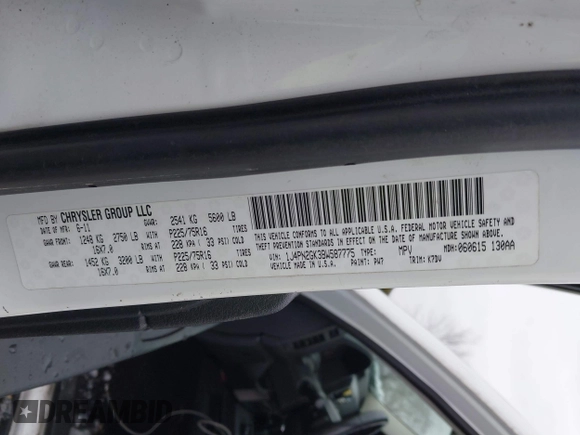 MFD BY CHRYSLER GROUP LLC
DATE OF MFR: 6-11 GVWR: 2541 KG 5600 LB
GAWR FRONT: 1248 KG 2750 LB P225/75R16 TIRES
16X7.0 RIMS AT 228 KPA ( 33 PSI) COLD
GAWR REAR: 1452 KG 3200 LB P225/75R16 TIRES
16X7.0 RIMS AT 228 KPA ( 33 PSI) COLD
THIS VEHICLE CONFORMS TO ALL APPLICABLE U.S.A. FEDERAL MOTOR VEHICLE SAFETY AND
THEFT PREVENTION STANDARDS IN EFFECT ON THE DATE OF MANUFACTURE SHOWN ABOVE.
VIN: 1J4PN2GK3BW587775 TYPE: MPV MDH: 060615 130AA
VEHICLE MADE IN U.S.A. PAINT: PW7 TRIM: K7DV
DREAMBID